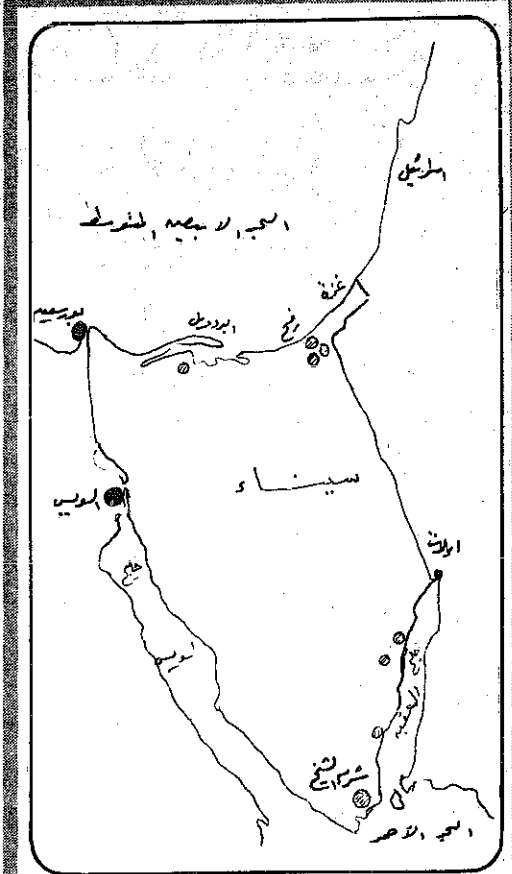 اسرائيل
البحر الابيض المتوسط
غزة
بورسعيد
البردويل
رفح
سيناء
السويس
ايلات
خليج
السويس
خليج
العقبة
شرم الشيخ
البحر الاحمر